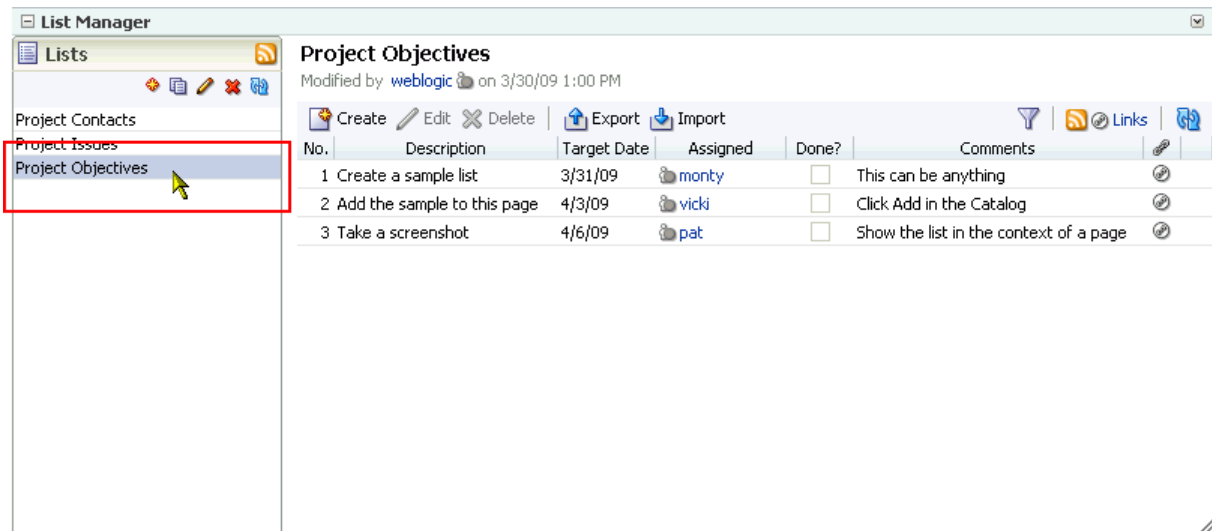 List Manager
Lists
Project Contacts
Project Issues
Project Objectives
Project Objectives
Modified by weblogic on 3/30/09 1:00 PM
Create Edit Delete Export Import Links
No. Description Target Date Assigned Done? Comments
1 Create a sample list 3/31/09 monty This can be anything
2 Add the sample to this page 4/3/09 vicki Click Add in the Catalog
3 Take a screenshot 4/6/09 pat Show the list in the context of a page